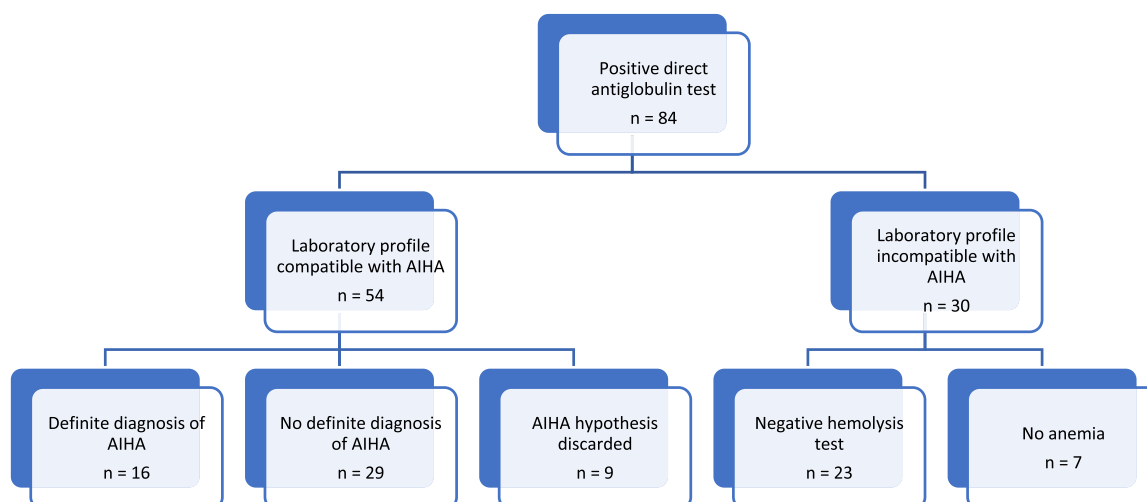 Positive direct
antiglobulin test
n = 84
Laboratory profile
compatible with AIHA
n = 54
Laboratory profile
incompatible with
AIHA
n = 30
Definite diagnosis of
AIHA
n = 16
No definite diagnosis
of AIHA
n = 29
AIHA hypothesis
discarded
n = 9
Negative hemolysis
test
n = 23
No anemia
n = 7